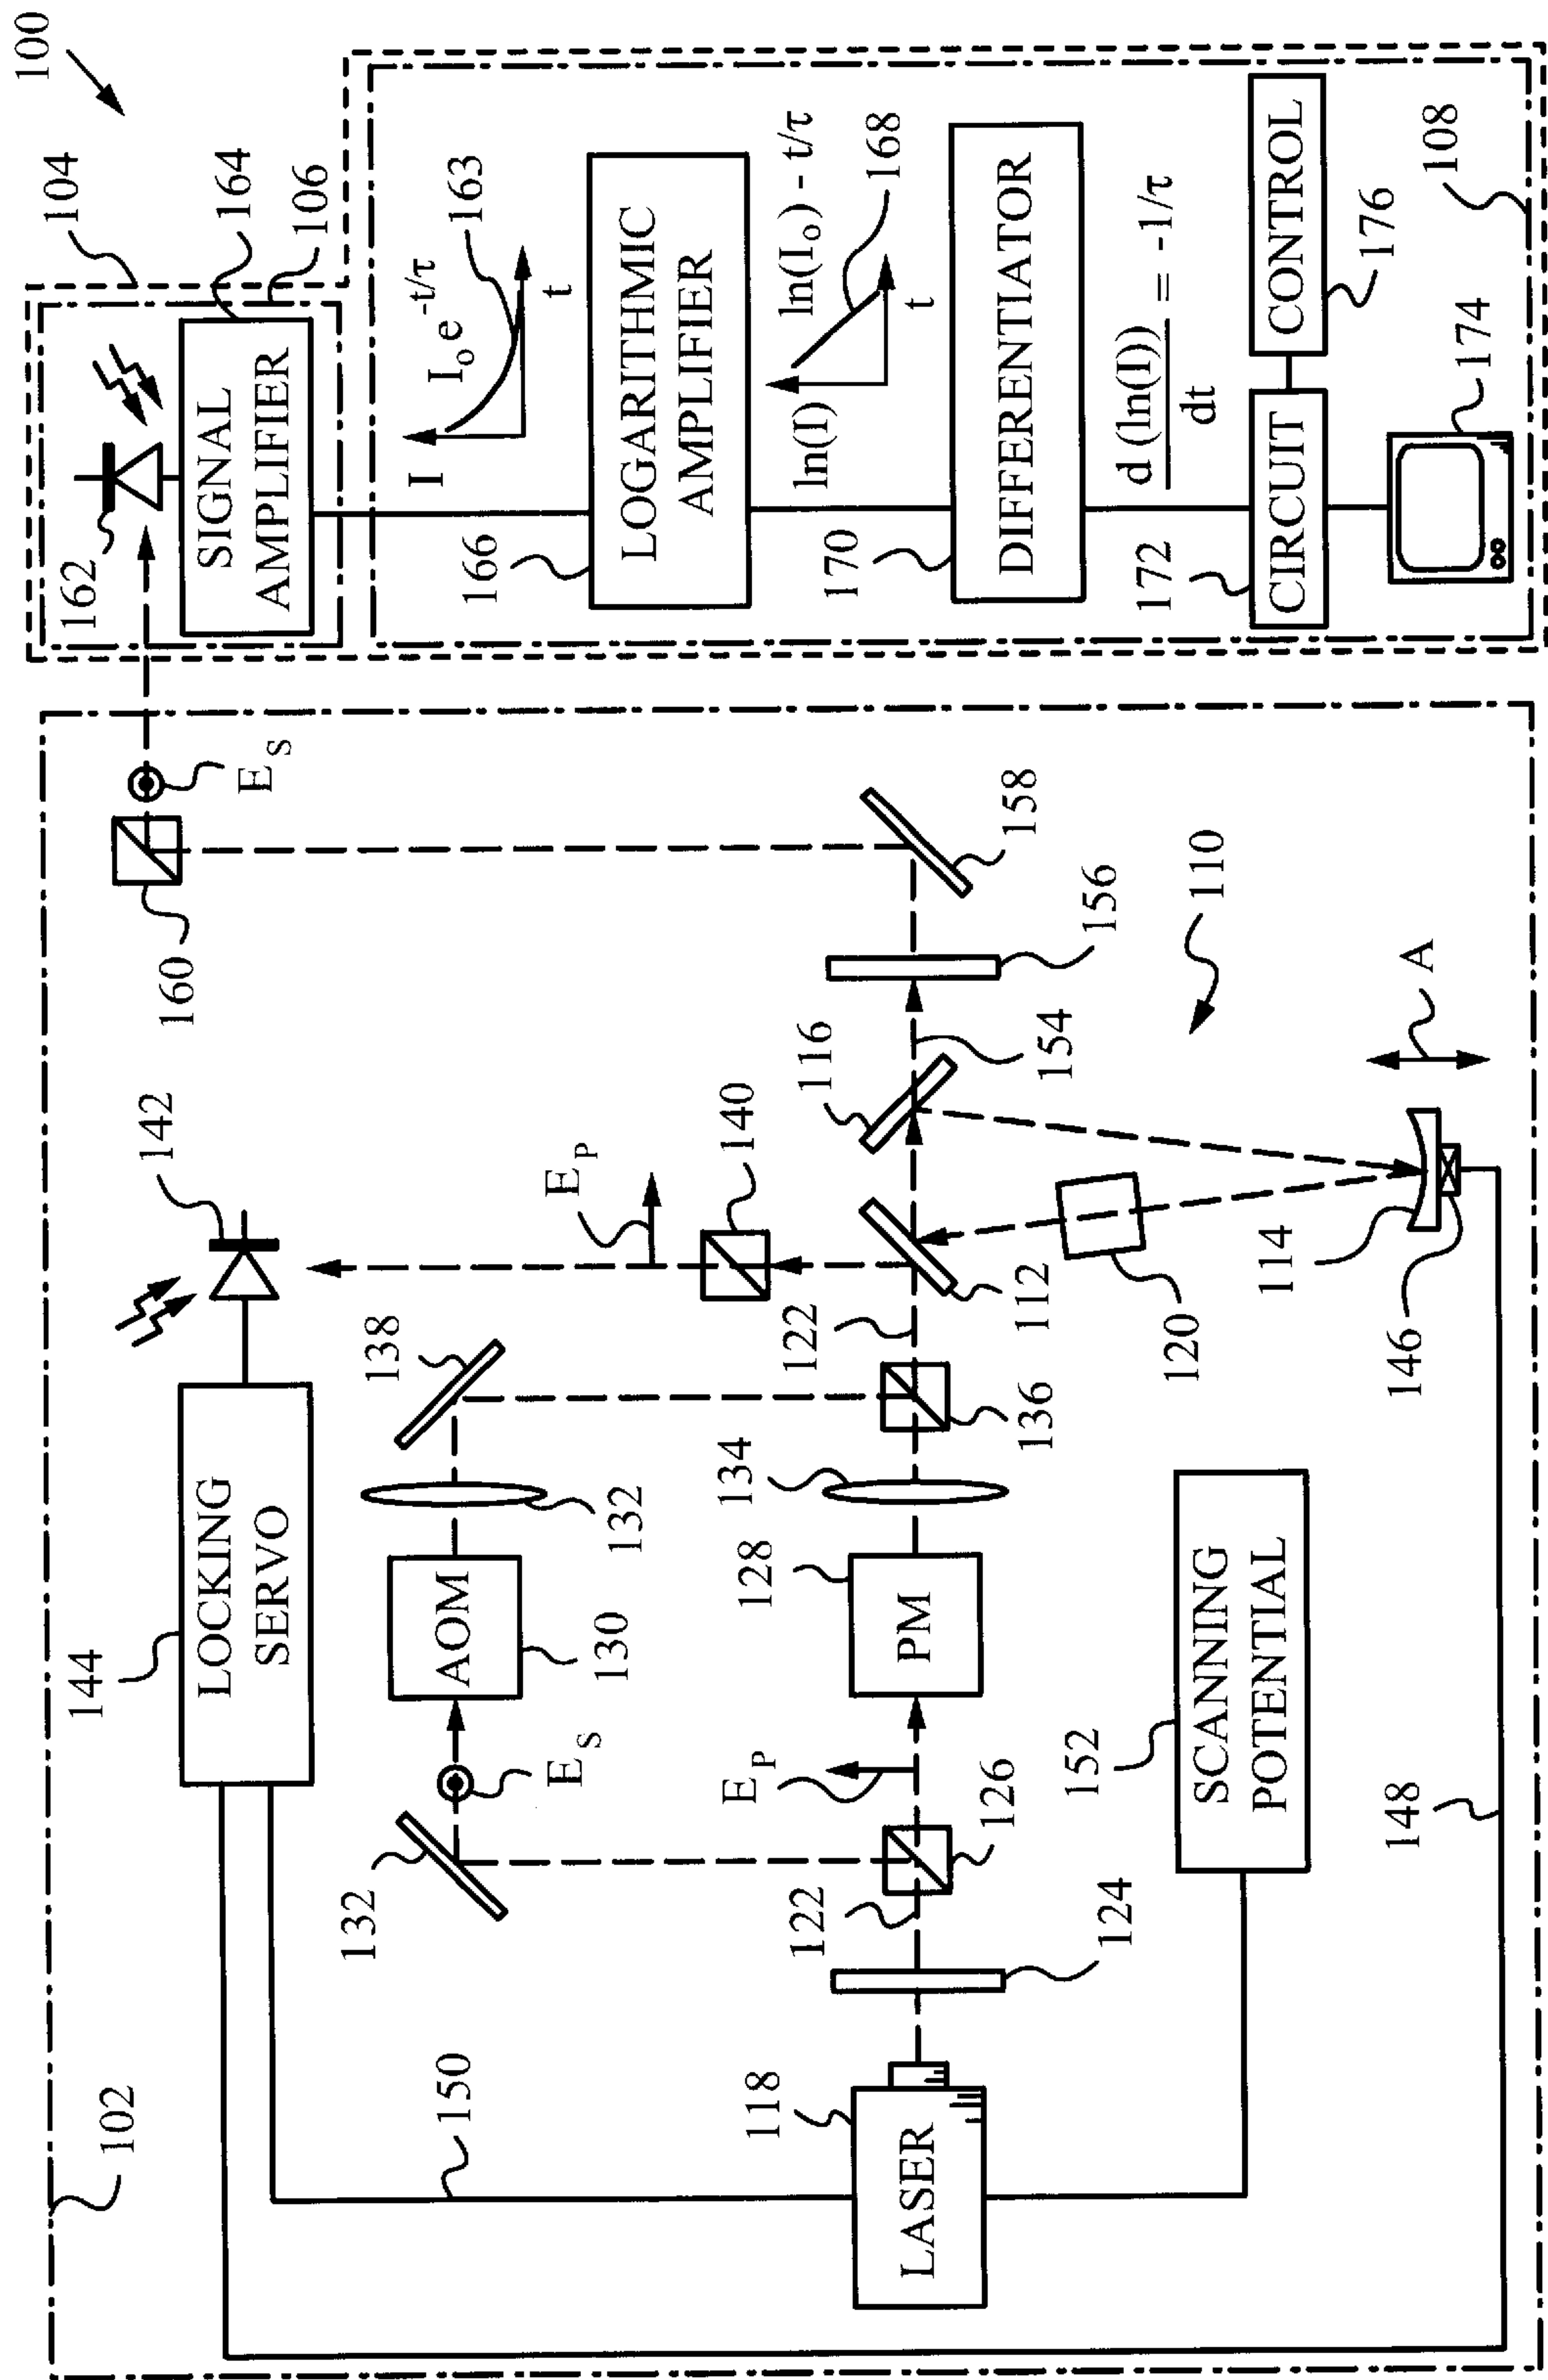 100
104
164
106
162
SIGNAL
AMPLIFIER
I
I₀e^-t/τ
163
t
166
LOGARITHMIC
AMPLIFIER
ln(I)
ln(I₀) - t/τ
168
t
170
DIFFERENTIATOR
d (ln(I))
dt
= -1/τ
172
CIRCUIT
CONTROL
176
174
108
102
144
LOCKING
SERVO
142
160
E_S
150
132
E_S
AOM
130
132
138
E_P
140
118
LASER
122
124
126
E_P
128
PM
134
136
122
112
116
154
156
158
110
120
152
SCANNING
POTENTIAL
148
114
146
A